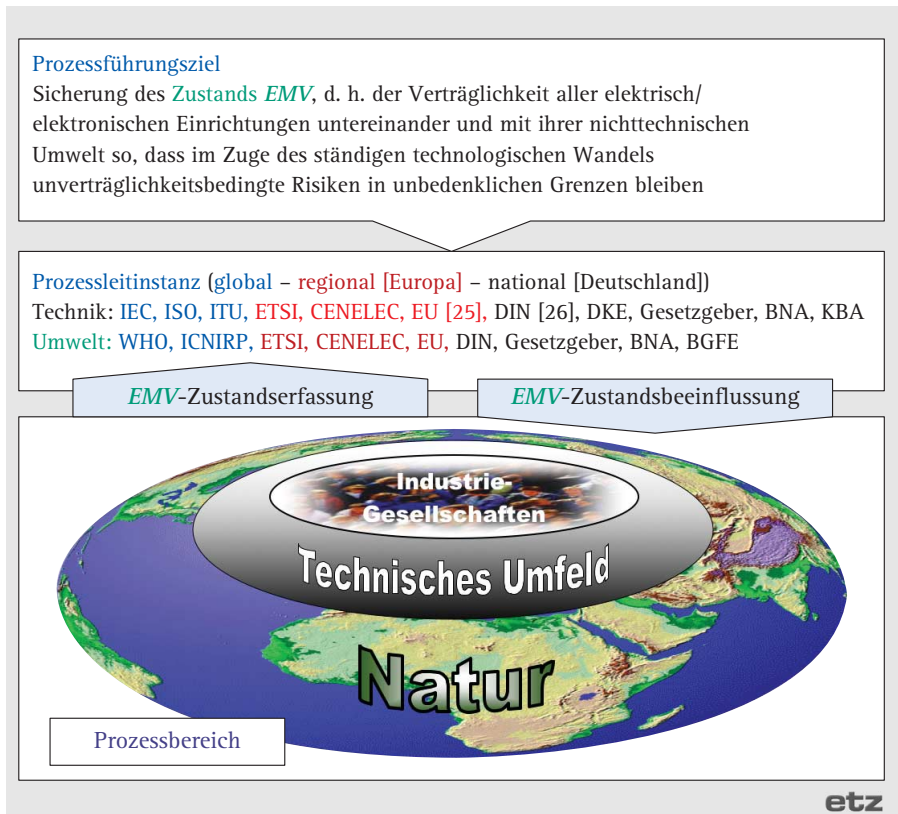 Prozessführungsziel
Sicherung des Zustands EMV, d. h. der Verträglichkeit aller elektrisch/
elektronischen Einrichtungen untereinander und mit ihrer nichttechnischen
Umwelt so, dass im Zuge des ständigen technologischen Wandels
unverträglichkeitsbedingte Risiken in unbedenklichen Grenzen bleiben
Prozessleitinstanz (global – regional [Europa] – national [Deutschland])
Technik: IEC, ISO, ITU, ETSI, CENELEC, EU [25], DIN [26], DKE, Gesetzgeber, BNA, KBA
Umwelt: WHO, ICNIRP, ETSI, CENELEC, EU, DIN, Gesetzgeber, BNA, BGFE
EMV-Zustandserfassung
EMV-Zustandsbeeinflussung
Industrie-
Gesellschaften
Technisches Umfeld
Natur
Prozessbereich
etz